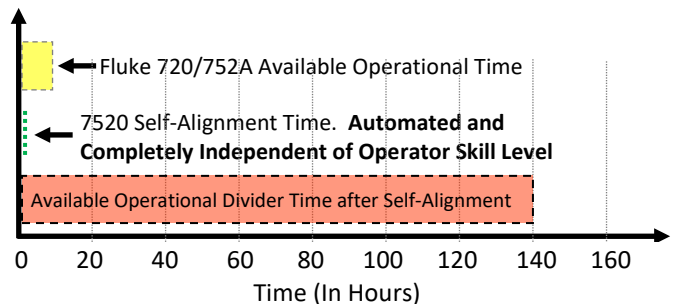 Fluke 720/752A Available Operational Time
7520 Self-Alignment Time. Automated and
Completely Independent of Operator Skill Level
Available Operational Divider Time after Self-Alignment
0 20 40 60 80 100 120 140 160
Time (In Hours)